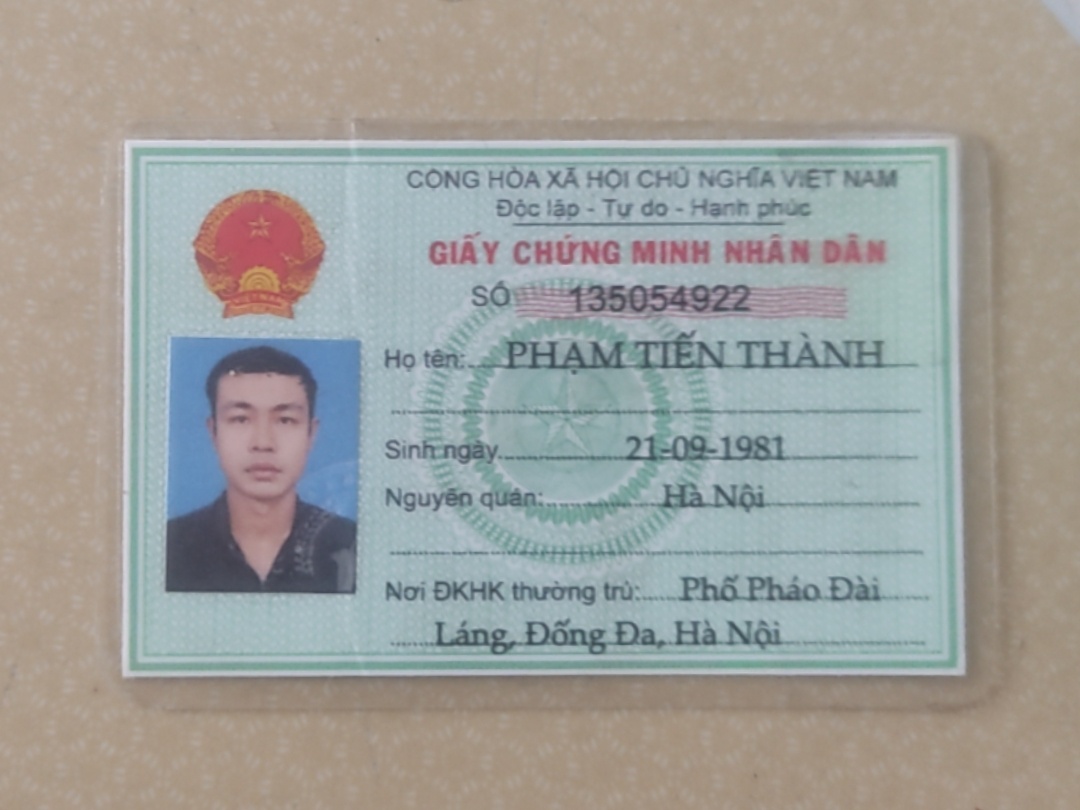 CỘNG HÒA XÃ HỘI CHỦ NGHĨA VIỆT NAM
Độc lập - Tự do - Hạnh phúc
GIẤY CHỨNG MINH NHÂN DÂN
SỐ 135054922
VIỆT NAM
Họ tên: PHẠM TIẾN THÀNH
Sinh ngày 21-09-1981
Nguyên quán: Hà Nội
Nơi ĐKHK thường trú: Phố Pháo Đài
Láng, Đống Đa, Hà Nội